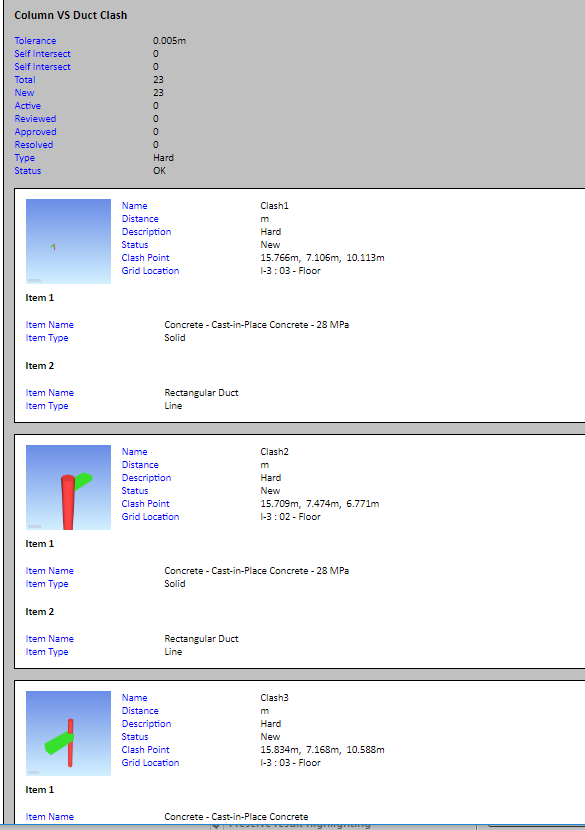 Column VS Duct Clash
Tolerance 0.005m
Self Intersect 0
Self Intersect 0
Total 23
New 23
Active 0
Reviewed 0
Approved 0
Resolved 0
Type Hard
Status OK
Name Clash1
Distance m
Description Hard
Status New
Clash Point 15.766m, 7.106m, 10.113m
Grid Location I-3 : 03 - Floor
Item 1
Item Name Concrete - Cast-in-Place Concrete - 28 MPa
Item Type Solid
Item 2
Item Name Rectangular Duct
Item Type Line
Name Clash2
Distance m
Description Hard
Status New
Clash Point 15.709m, 7.474m, 6.771m
Grid Location I-3 : 02 - Floor
Item 1
Item Name Concrete - Cast-in-Place Concrete - 28 MPa
Item Type Solid
Item 2
Item Name Rectangular Duct
Item Type Line
Name Clash3
Distance m
Description Hard
Status New
Clash Point 15.834m, 7.168m, 10.588m
Grid Location I-3 : 03 - Floor
Item 1
Item Name Concrete - Cast-in-Place Concrete
Preserve result highlighting